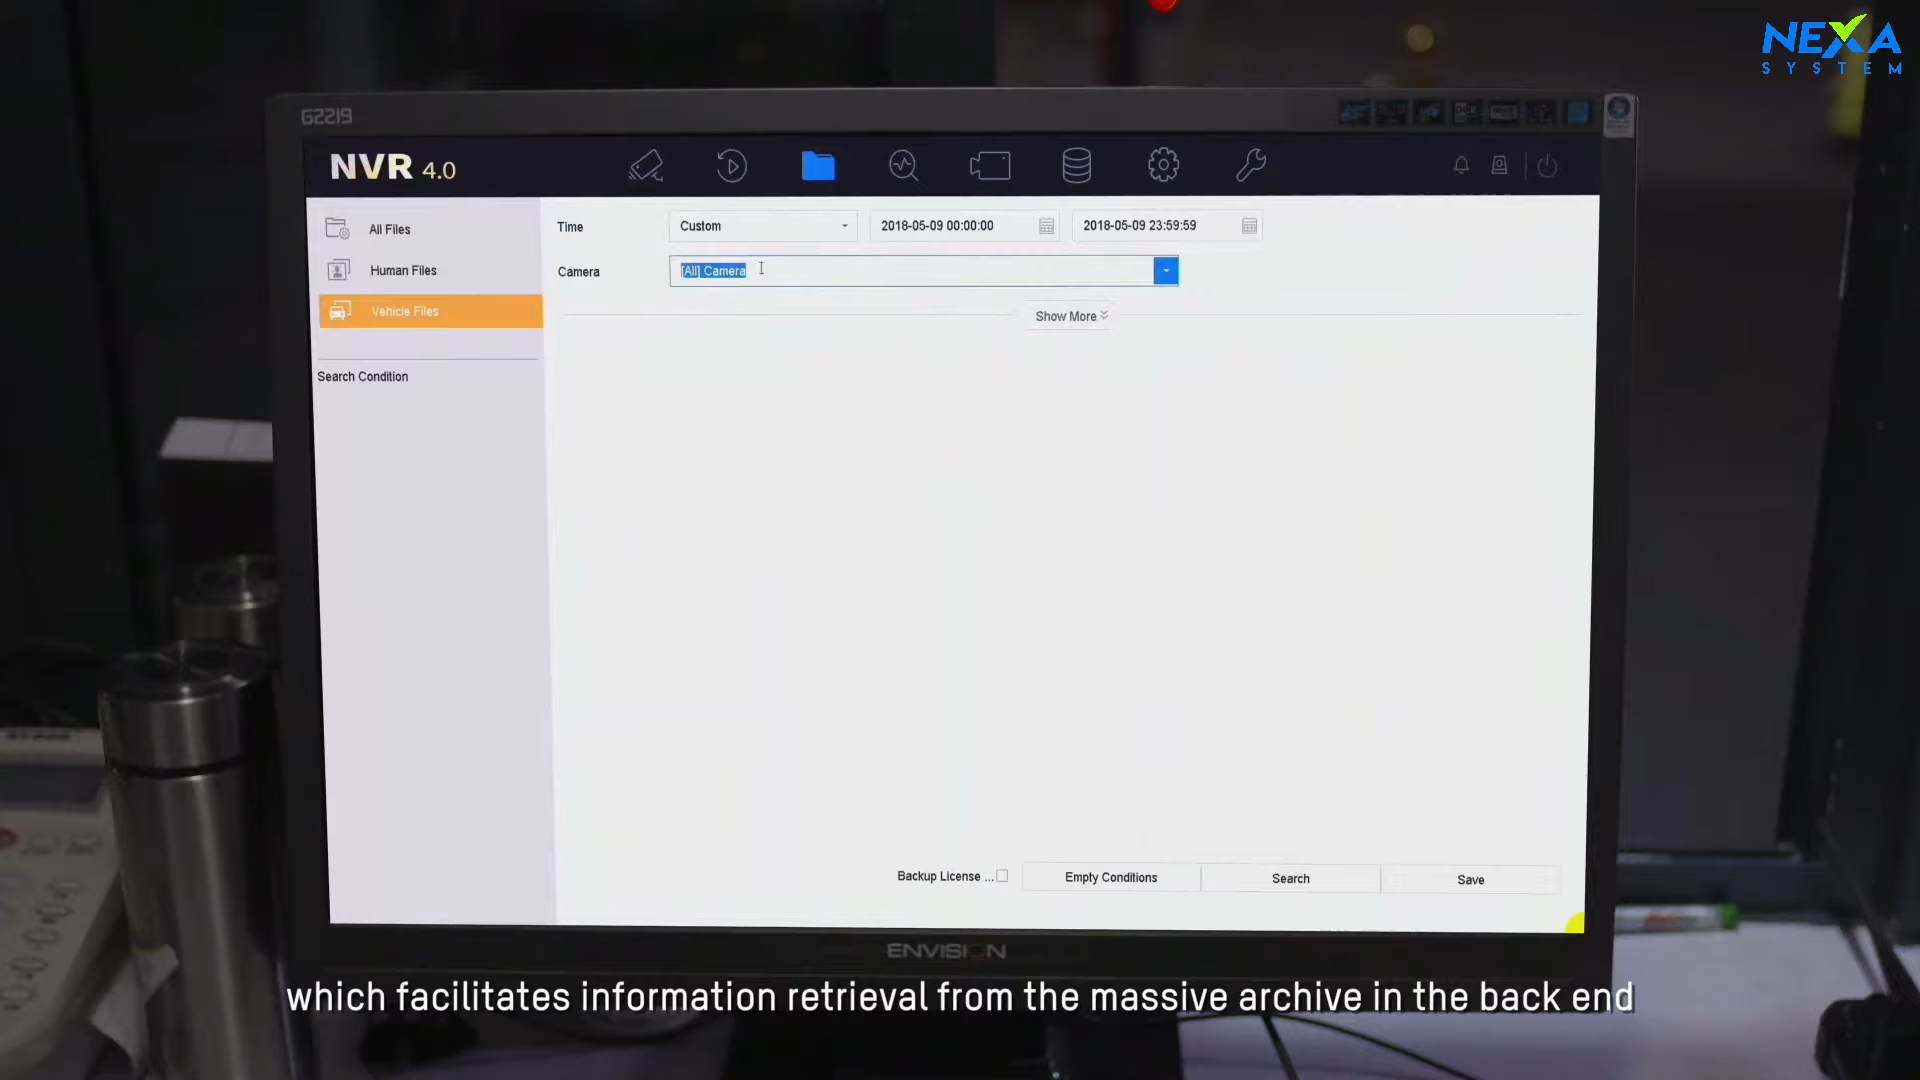 NEXA
SYSTEM
G2219
NVR 4.0
All Files
Human Files
Vehicle Files
Search Condition
Time
Custom
2018-05-09 00:00:00
2018-05-09 23:59:59
Camera
[All] Camera
Show More
Backup License ...
Empty Conditions
Search
Save
ENVISION
which facilitates information retrieval from the massive archive in the back end